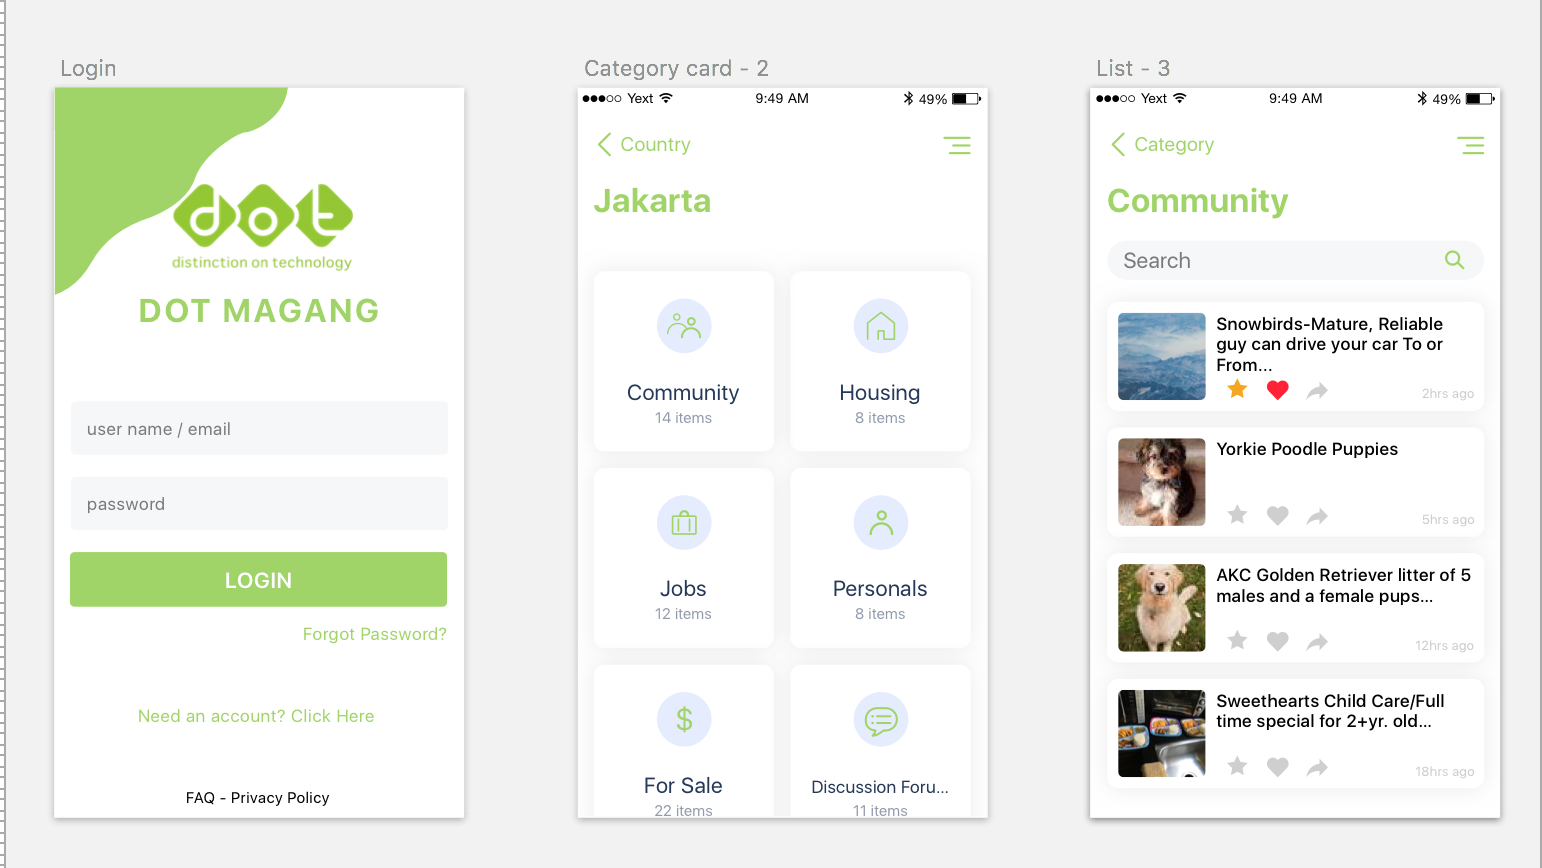 Login
dot
distinction on technology
DOT MAGANG
user name / email
password
LOGIN
Forgot Password?
Need an account? Click Here
FAQ - Privacy Policy
Category card - 2
Yext 9:49 AM 49%
Country
Jakarta
Community
14 items
Housing
8 items
Jobs
12 items
Personals
8 items
$
For Sale
22 items
Discussion Foru...
11 items
List - 3
Yext 9:49 AM 49%
Category
Community
Search
Snowbirds-Mature, Reliable
guy can drive your car To or
From...
2hrs ago
Yorkie Poodle Puppies
5hrs ago
AKC Golden Retriever litter of 5
males and a female pups...
12hrs ago
Sweethearts Child Care/Full
time special for 2+yr. old...
18hrs ago